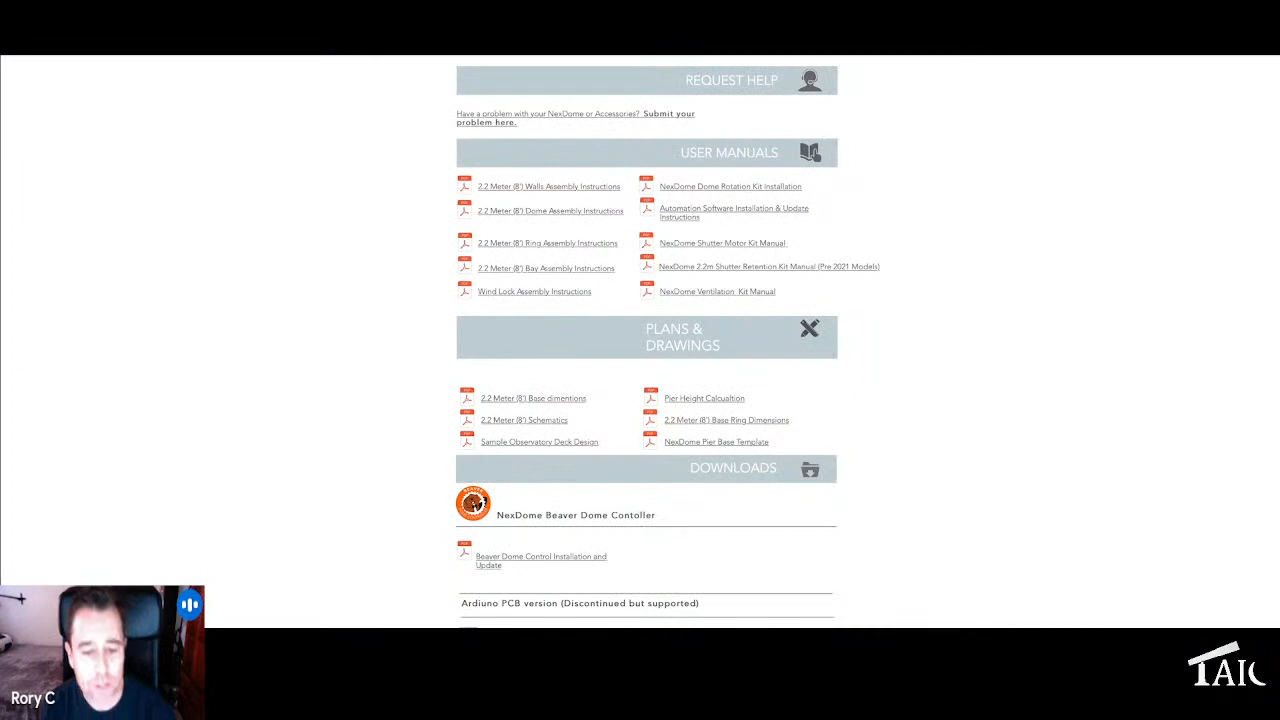 REQUEST HELP
Have a problem with your NexDome or Accessories? Submit your
problem here.
USER MANUALS
2.2 Meter (8') Walls Assembly Instructions
NexDome Dome Rotation Kit Installation
2.2 Meter (8') Dome Assembly Instructions
Automation Software Installation & Update
Instructions
2.2 Meter (8') Ring Assembly Instructions
NexDome Shutter Motor Kit Manual
2.2 Meter (8') Bay Assembly Instructions
NexDome 2.2m Shutter Retention Kit Manual (Pre 2021 Models)
Wind Lock Assembly Instructions
NexDome Ventilation Kit Manual
PLANS &
DRAWINGS
2.2 Meter (8') Base dimentions
Pier Height Calcualtion
2.2 Meter (8') Schematics
2.2 Meter (8') Base Ring Dimensions
Sample Observatory Deck Design
NexDome Pier Base Template
DOWNLOADS
NexDome Beaver Dome Contoller
Beaver Dome Control Installation and
Update
Ardiuno PCB version (Discontinued but supported)
Rory C
TAIC